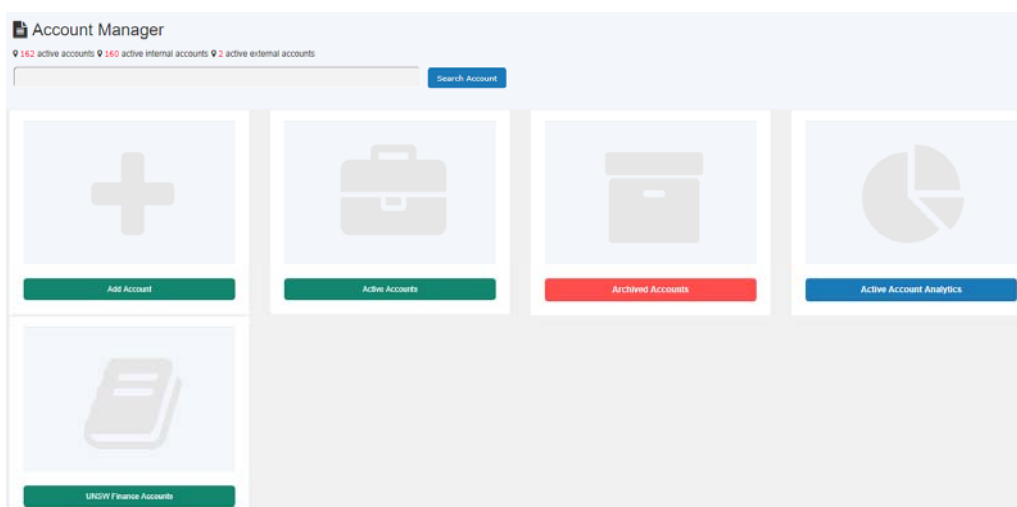 Account Manager
162 active accounts 160 active internal accounts 2 active external accounts
Search Account
Add Account
Active Accounts
Archived Accounts
Active Account Analytics
UNSW Finance Accounts